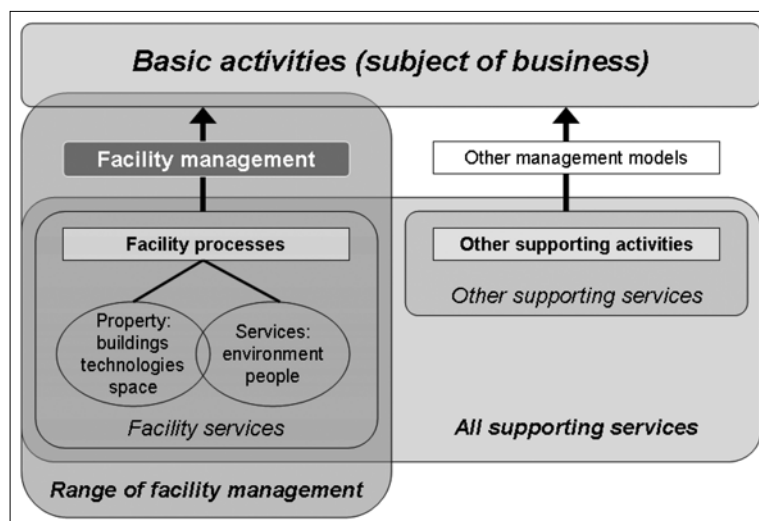 Basic activities (subject of business)
Facility management
Other management models
Facility processes
Other supporting activities
Other supporting services
Property:
buildings
technologies
space
Services:
environment
people
Facility services
All supporting services
Range of facility management